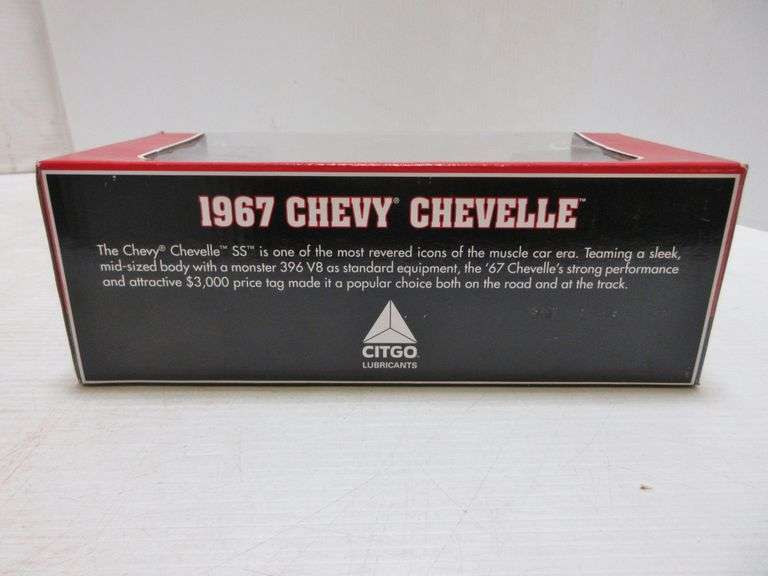 1967 CHEVY® CHEVELLE™
The Chevy® Chevelle™ SS™ is one of the most revered icons of the muscle car era. Teaming a sleek,
mid-sized body with a monster 396 V8 as standard equipment, the '67 Chevelle's strong performance
and attractive $3,000 price tag made it a popular choice both on the road and at the track.
CITGO
LUBRICANTS